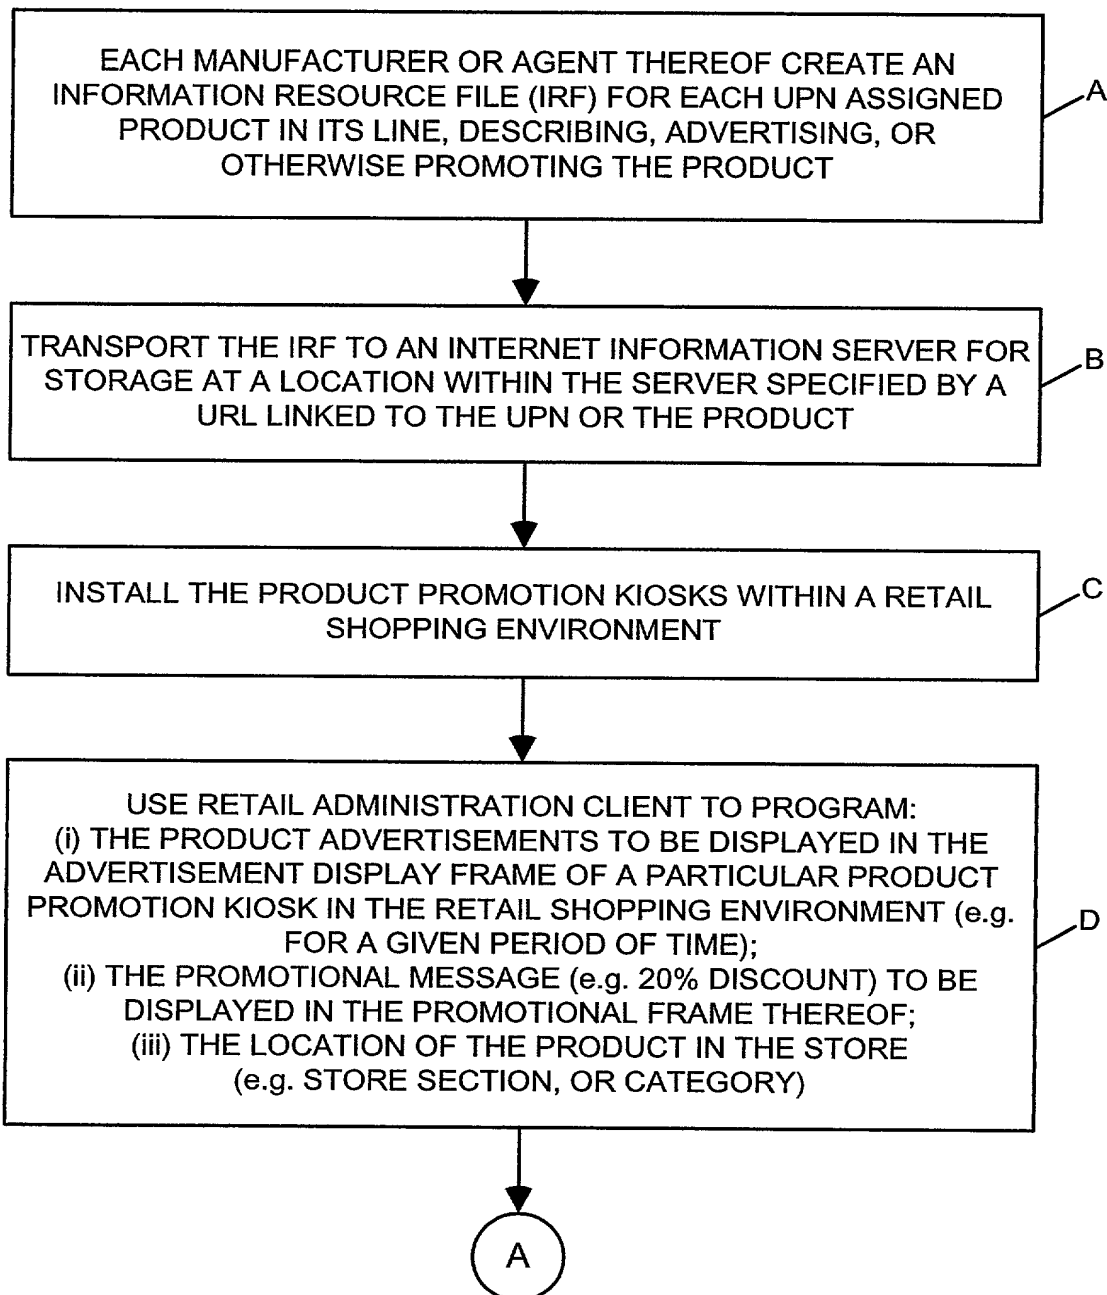 EACH MANUFACTURER OR AGENT THEREOF CREATE AN
INFORMATION RESOURCE FILE (IRF) FOR EACH UPN ASSIGNED
PRODUCT IN ITS LINE, DESCRIBING, ADVERTISING, OR
OTHERWISE PROMOTING THE PRODUCT
A
TRANSPORT THE IRF TO AN INTERNET INFORMATION SERVER FOR
STORAGE AT A LOCATION WITHIN THE SERVER SPECIFIED BY A
URL LINKED TO THE UPN OR THE PRODUCT
B
INSTALL THE PRODUCT PROMOTION KIOSKS WITHIN A RETAIL
SHOPPING ENVIRONMENT
C
USE RETAIL ADMINISTRATION CLIENT TO PROGRAM:
(i) THE PRODUCT ADVERTISEMENTS TO BE DISPLAYED IN THE
ADVERTISEMENT DISPLAY FRAME OF A PARTICULAR PRODUCT
PROMOTION KIOSK IN THE RETAIL SHOPPING ENVIRONMENT (e.g.
FOR A GIVEN PERIOD OF TIME);
(ii) THE PROMOTIONAL MESSAGE (e.g. 20% DISCOUNT) TO BE
DISPLAYED IN THE PROMOTIONAL FRAME THEREOF;
(iii) THE LOCATION OF THE PRODUCT IN THE STORE
(e.g. STORE SECTION, OR CATEGORY)
D
A